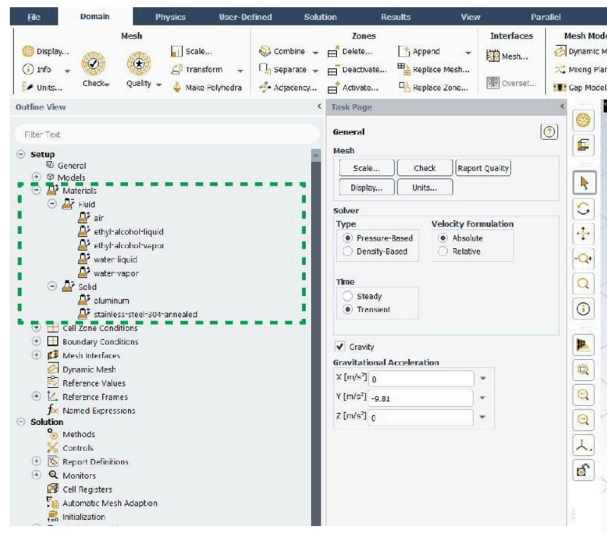 File Domain Physics User-Defined Solution Results View Parallel
Mesh Zones Interfaces Mesh Mode
Display... Scale... Combine Delete... Append Mesh... Dynamic M
Info Check Quality Transform Separate Deactivate... Replace Mesh... Mixing Plan
Units... Make Polyhedra Adjacency... Activate... Replace Zone... Overset... Gap Model
Outline View < Task Page <
Filter Text
General
Setup
General
Models
Materials
Fluid
air
ethyl-alcohol-liquid
ethyl-alcohol-vapor
water-liquid
water-vapor
Solid
aluminum
stainless-steel-304-annealed
Cell Zone Conditions
Boundary Conditions
Mesh Interfaces
Dynamic Mesh
Reference Values
Reference Frames
Named Expressions
Solution
Methods
Controls
Report Definitions
Monitors
Cell Registers
Automatic Mesh Adaption
Initialization
Mesh
Scale... Check Report Quality
Display... Units...
Solver
Type Velocity Formulation
Pressure-Based Absolute
Density-Based Relative
Time
Steady
Transient
Gravity
Gravitational Acceleration
X [m/s²] 0
Y [m/s²] -9.81
Z [m/s²] 0